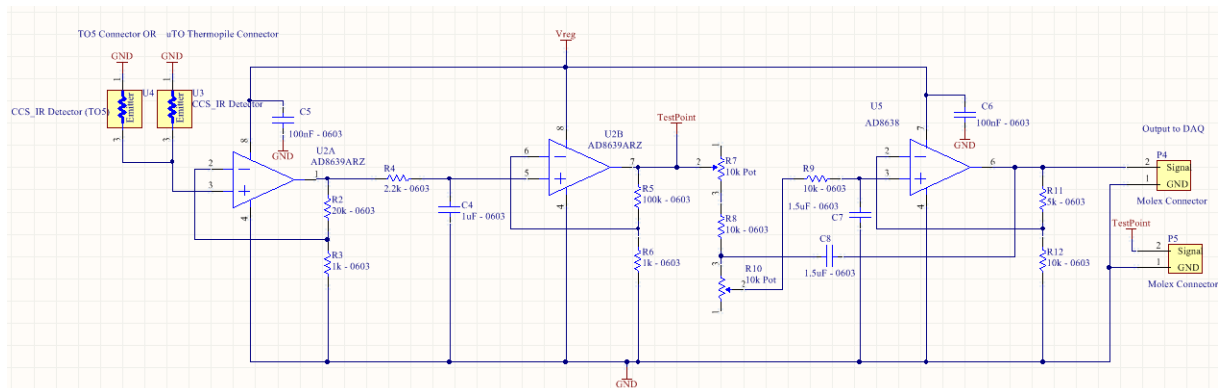 TO5 Connector OR uTO Thermopile Connector
GND
GND
Vreg
1
1
U4
U3
Emitter
Emitter
CCS_IR Detector (TO5)
CCS_IR Detector
3
3
C5
100nF - 0603
GND
8
U2A
AD8639ARZ
2
3
1
4
R2
20k - 0603
R3
1k - 0603
R4
2.2k - 0603
C4
1uF - 0603
8
U2B
AD8639ARZ
6
5
7
4
R5
100k - 0603
R6
1k - 0603
TestPoint
1
2
R7
10k Pot
3
R8
10k - 0603
3
R10
10k Pot
2
1
R9
10k - 0603
1.5uF - 0603
C7
C8
1.5uF - 0603
U5
AD8638
7
2
3
6
4
C6
100nF - 0603
GND
R11
5k - 0603
R12
10k - 0603
Output to DAQ
P4
2
Signal
1
GND
Molex Connector
TestPoint
P5
2
Signal
1
GND
Molex Connector
GND